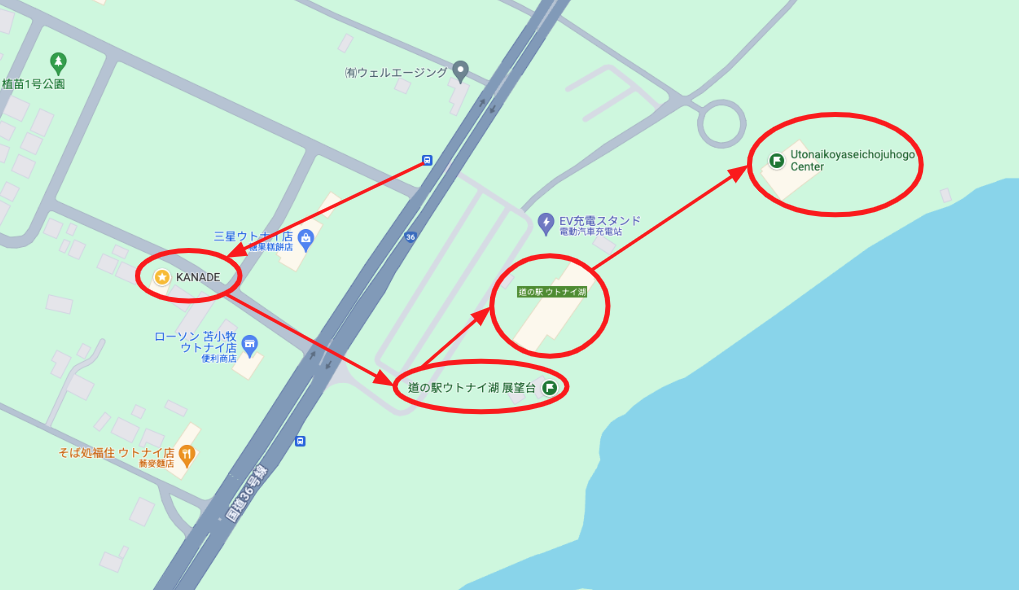 植苗1号公園
㈲ウェルエージング
Utonaikoyaseichojuhogo
Center
三星ウトナイ店
糖果糕餅店
36
EV充電スタンド
電動汽車充電站
KANADE
道の駅 ウトナイ湖
ローソン 苫小牧
ウトナイ店
便利商店
道の駅ウトナイ湖 展望台
そば処福住 ウトナイ店
蕎麥麵店
国道36号線